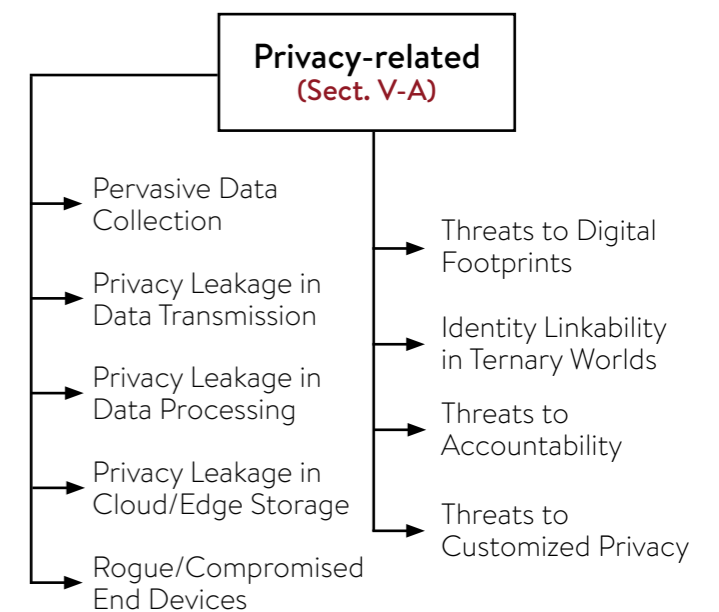 Privacy-related
(Sect. V-A)
Pervasive Data
Collection
Privacy Leakage in
Data Transmission
Privacy Leakage in
Data Processing
Privacy Leakage in
Cloud/Edge Storage
Rogue/Compromised
End Devices
Threats to Digital
Footprints
Identity Linkability
in Ternary Worlds
Threats to
Accountability
Threats to
Customized Privacy